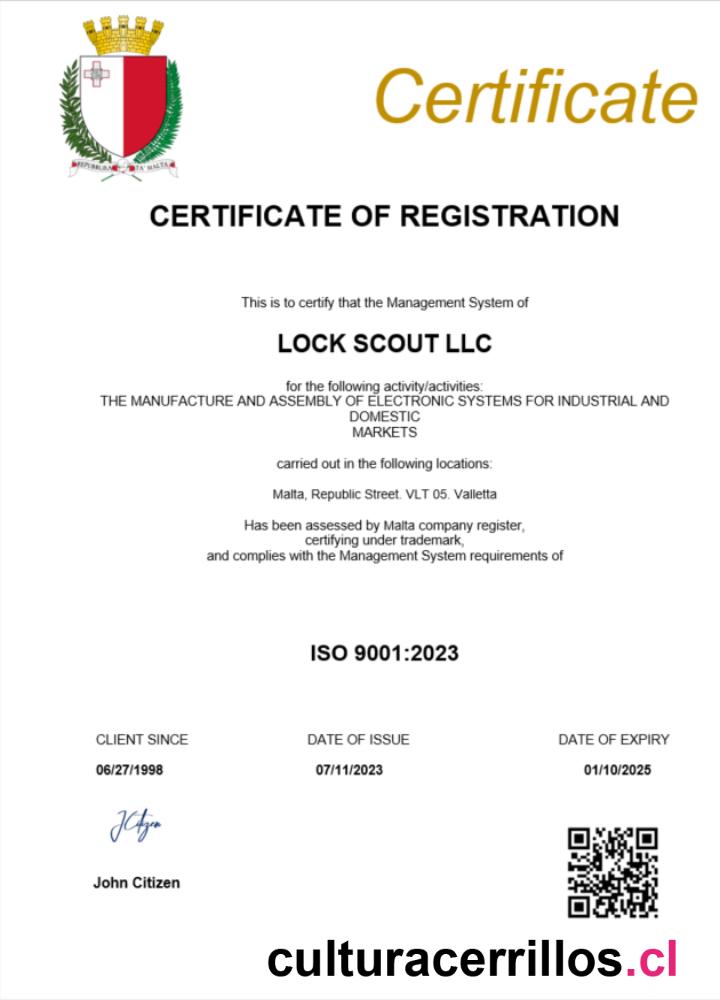 Certificate
REPUBBLIKA TA' MALTA
CERTIFICATE OF REGISTRATION
This is to certify that the Management System of
LOCK SCOUT LLC
for the following activity/activities:
THE MANUFACTURE AND ASSEMBLY OF ELECTRONIC SYSTEMS FOR INDUSTRIAL AND
DOMESTIC
MARKETS
carried out in the following locations:
Malta, Republic Street. VLT 05. Valletta
Has been assessed by Malta company register,
certifying under trademark,
and complies with the Management System requirements of
ISO 9001:2023
CLIENT SINCE DATE OF ISSUE DATE OF EXPIRY
06/27/1998 07/11/2023 01/10/2025
JCitizen
John Citizen
culturacerrillos.cl